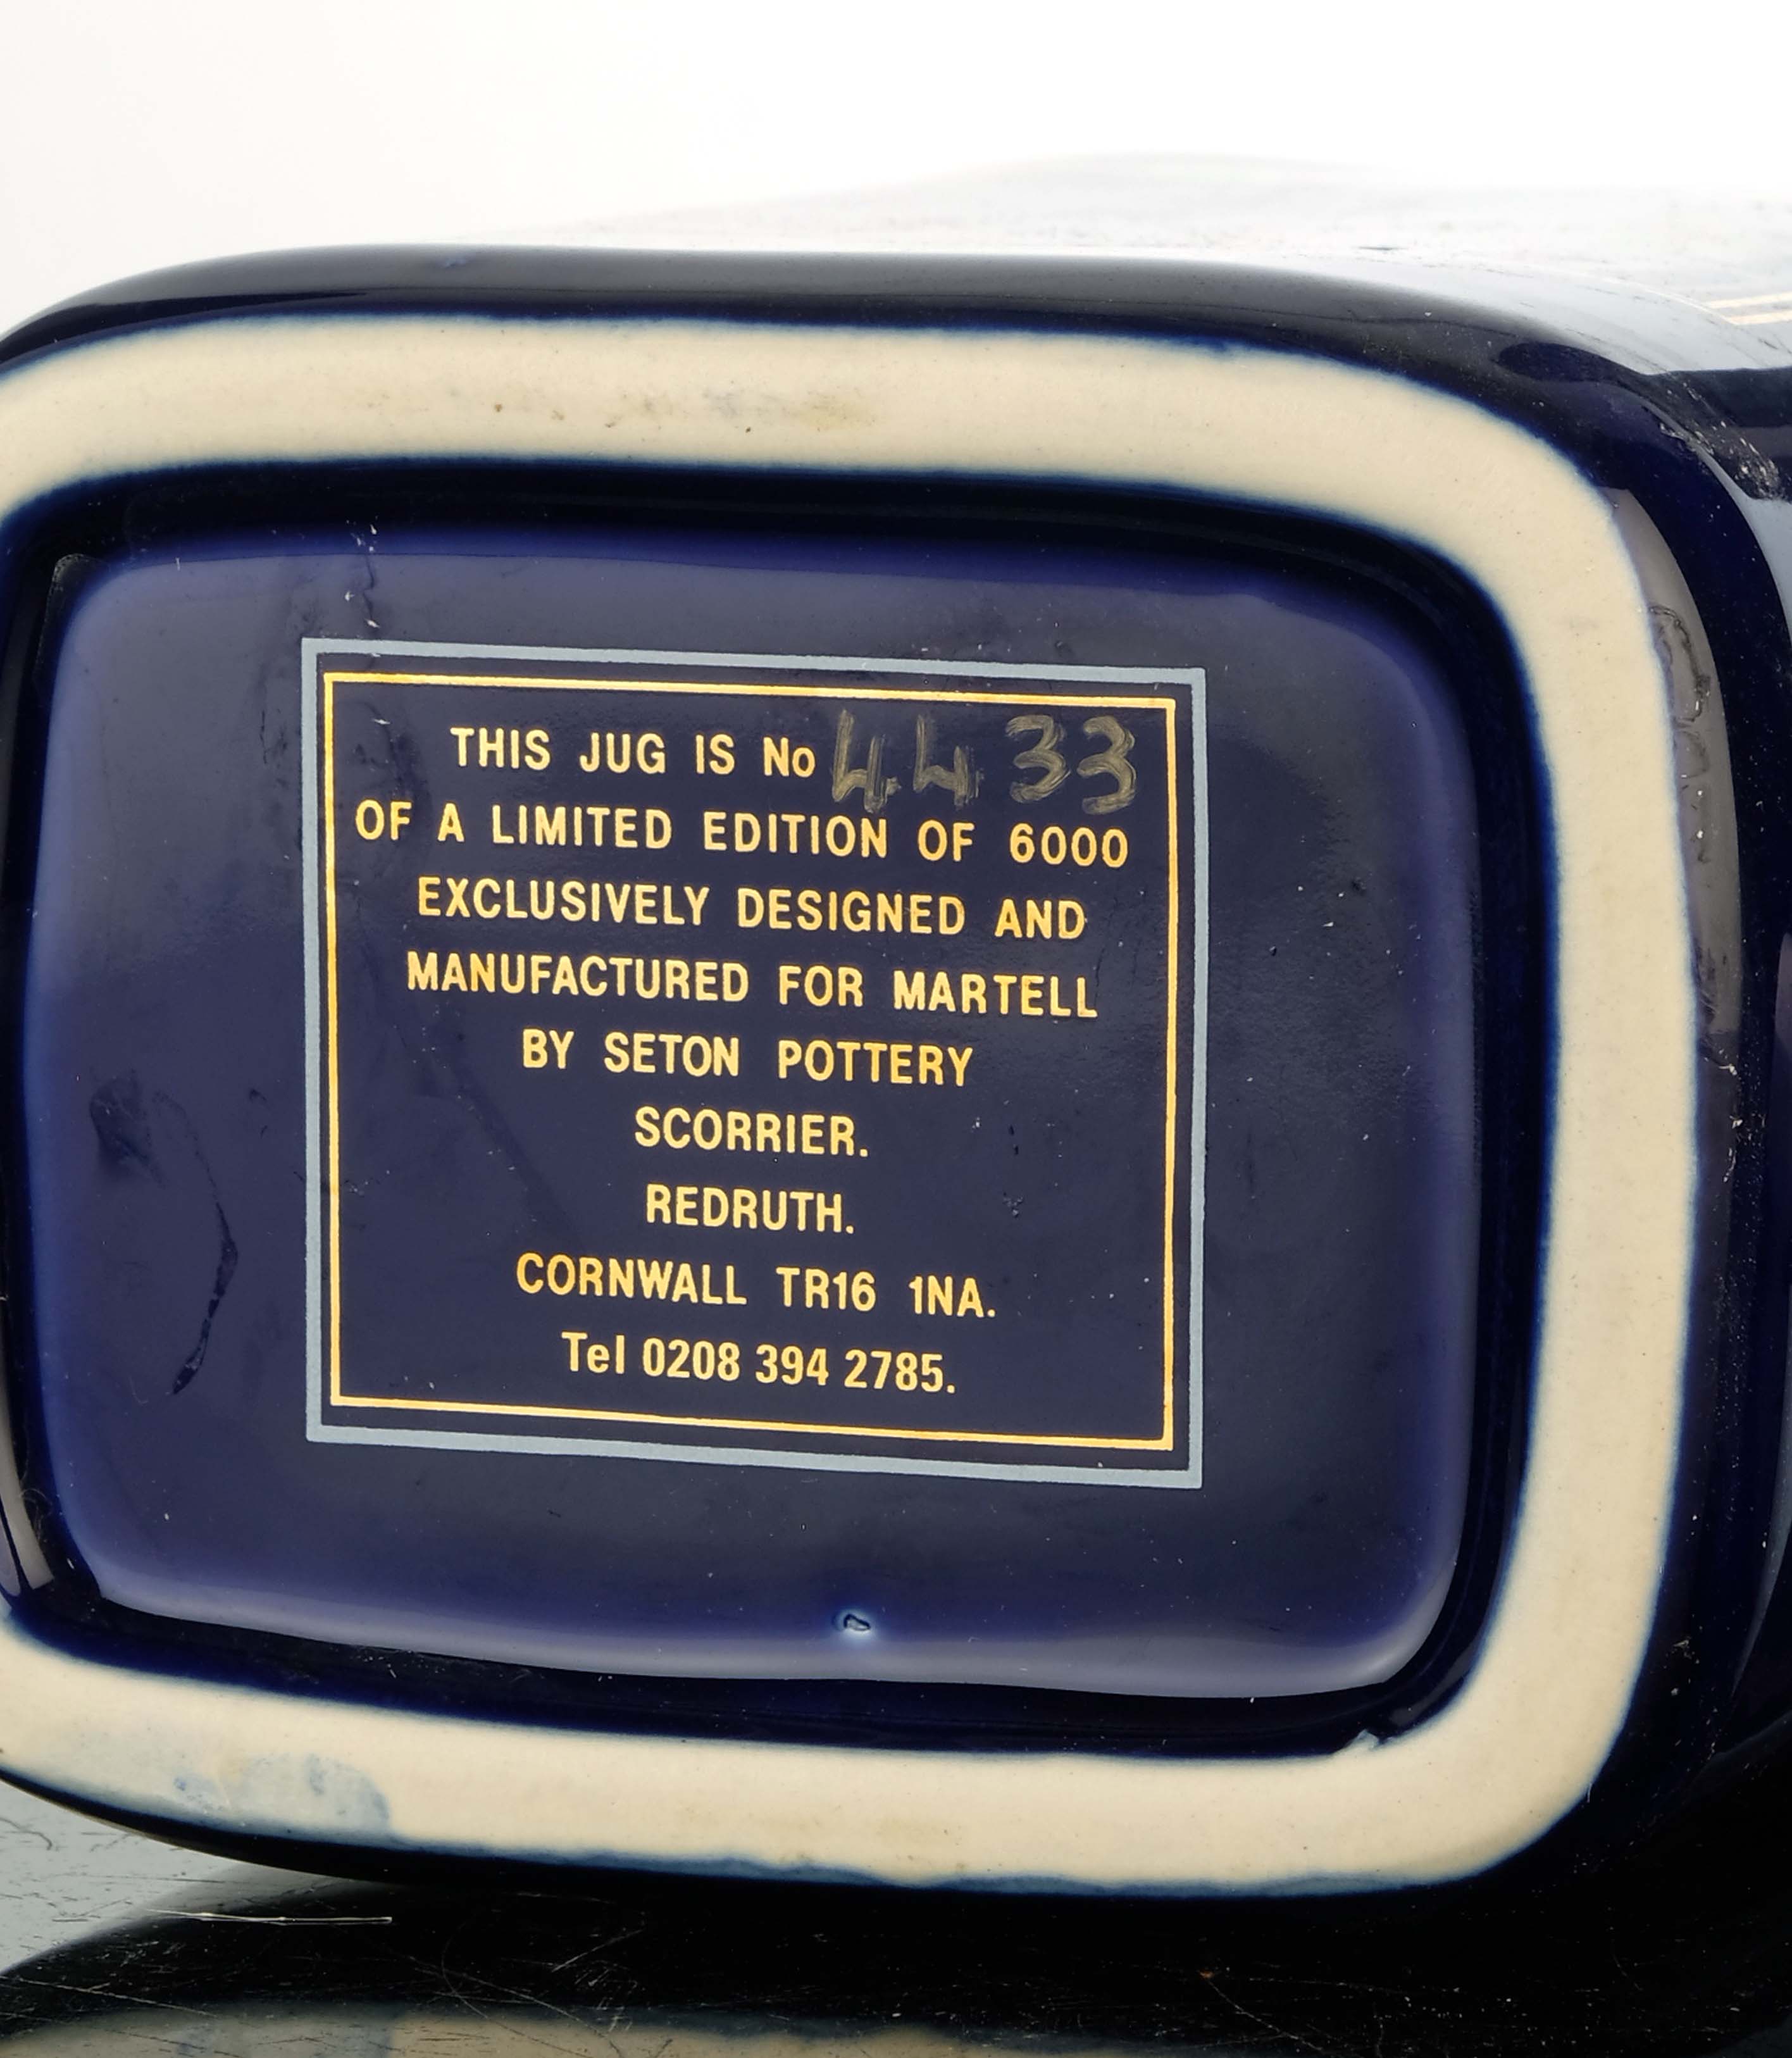 THIS JUG IS No 4433
OF A LIMITED EDITION OF 6000
EXCLUSIVELY DESIGNED AND
MANUFACTURED FOR MARTELL
BY SETON POTTERY
SCORRIER.
REDRUTH.
CORNWALL TR16 1NA.
Tel 0208 394 2785.